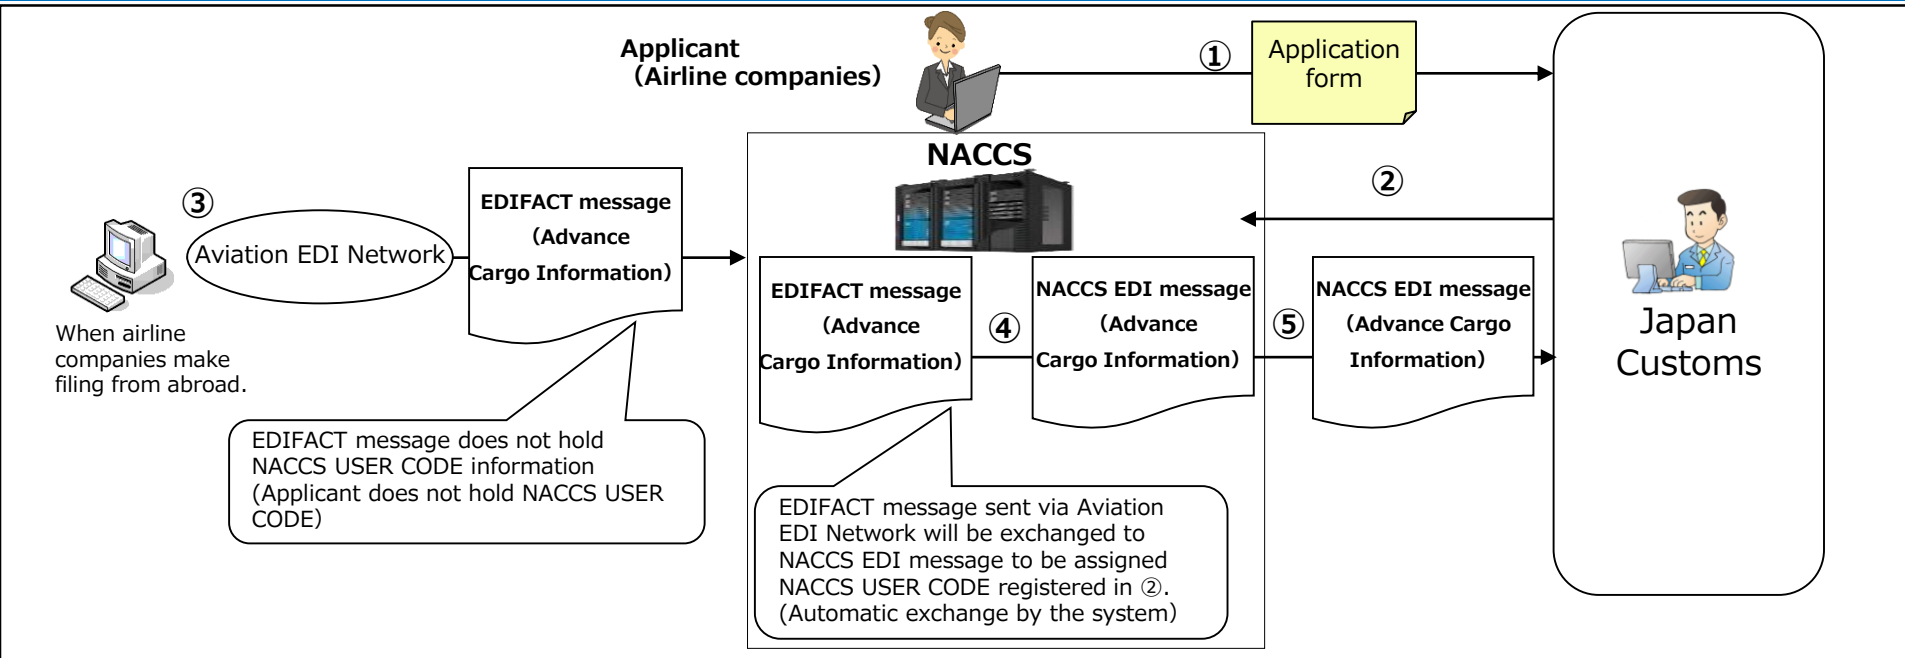 Applicant
（Airline companies）
①
Application
form
NACCS
②
③
Aviation EDI Network
EDIFACT message
（Advance
Cargo Information）
When airline
companies make
filing from abroad.
EDIFACT message
（Advance
Cargo Information）
④
NACCS EDI message
（Advance
Cargo Information）
⑤
NACCS EDI message
（Advance Cargo
Information）
Japan
Customs
EDIFACT message does not hold
NACCS USER CODE information
(Applicant does not hold NACCS USER
CODE）
EDIFACT message sent via Aviation
EDI Network will be exchanged to
NACCS EDI message to be assigned
NACCS USER CODE registered in ②.
(Automatic exchange by the system）